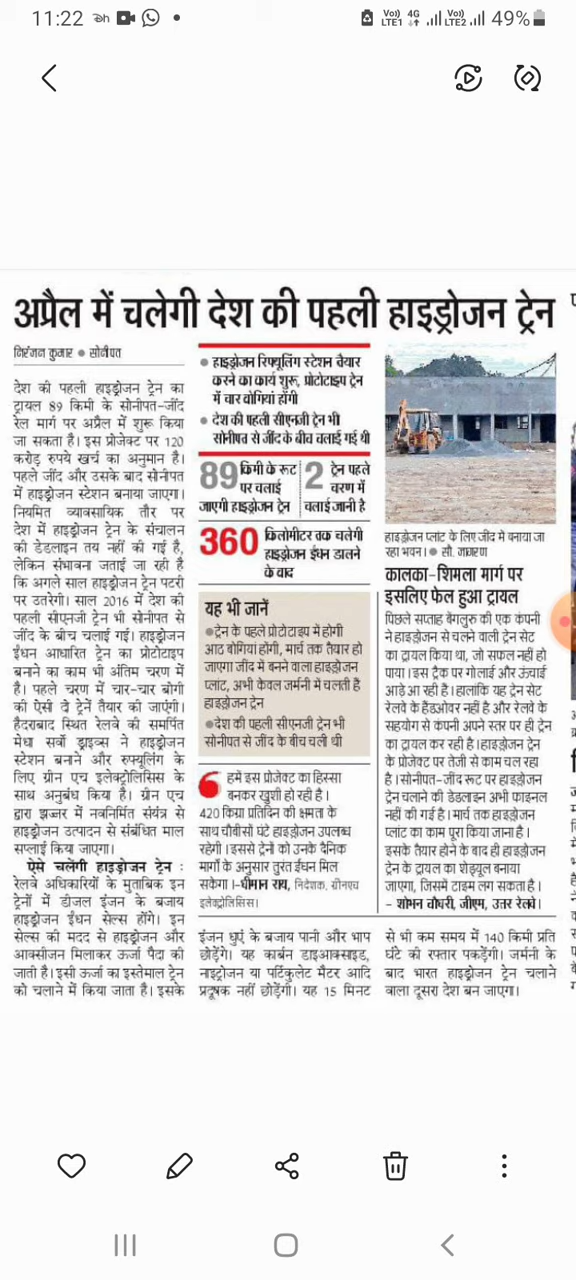 11:22
Vo)) LTE1 4G Vo)) LTE2 49%
अप्रैल में चलेगी देश की पहली हाइड्रोजन ट्रेन
निरंजन कुमार ● सोनीपत
देश की पहली हाइड्रोजन ट्रेन का
ट्रायल 89 किमी के सोनीपत-जींद
रेल मार्ग पर अप्रैल में शुरू किया
जा सकता है। इस प्रोजेक्ट पर 120
करोड़ रुपये खर्च का अनुमान है।
पहले जींद और उसके बाद सोनीपत
में हाइड्रोजन स्टेशन बनाया जाएगा।
नियमित व्यावसायिक तौर पर
देश में हाइड्रोजन ट्रेन के संचालन
की डेडलाइन तय नहीं की गई है,
लेकिन संभावना जताई जा रही है
कि अगले साल हाइड्रोजन ट्रेन पटरी
पर उतरेगी। साल 2016 में देश की
पहली सीएनजी ट्रेन भी सोनीपत से
जींद के बीच चलाई गई। हाइड्रोजन
ईंधन आधारित ट्रेन का प्रोटोटाइप
बनाने का काम भी अंतिम चरण में
है। पहले चरण में चार-चार बोगी
की ऐसी दो ट्रेनें तैयार की जाएंगी।
हैदराबाद स्थित रेलवे की समर्पित
मेधा सर्वो ड्राइव्स ने हाइड्रोजन
स्टेशन बनाने और रुफ्यूलिंग के
लिए ग्रीन एच इलेक्ट्रोलिसिस के
साथ अनुबंध किया है। ग्रीन एच
द्वारा झज्जर में नवनिर्मित संयंत्र से
हाइड्रोजन उत्पादन से संबंधित माल
सप्लाई किया जाएगा।
ऐसे चलेंगी हाइड्रोजन ट्रेन :
रेलवे अधिकारियों के मुताबिक इन
ट्रेनों में डीजल इंजन के बजाय
हाइड्रोजन ईंधन सेल्स होंगे। इन
सेल्स की मदद से हाइड्रोजन और
आक्सीजन मिलाकर ऊर्जा पैदा की
जाती है। इसी ऊर्जा का इस्तेमाल ट्रेन
को चलाने में किया जाता है। इसके
● हाइड्रोजन रिफ्यूलिंग स्टेशन तैयार
करने का कार्य शुरू, प्रोटोटाइप ट्रेन
में चार बोगियां होंगी
● देश की पहली सीएनजी ट्रेन भी
सोनीपत से जींद के बीच चलाई गई थी
89 किमी के रूट
पर चलाई
जाएगी हाइड्रोजन ट्रेन
2 ट्रेन पहले
चरण में
चलाई जानी है
360 किलोमीटर तक चलेगी
हाइड्रोजन ईंधन डालने
के बाद
यह भी जानें
● ट्रेन के पहले प्रोटोटाइप में होगी
आठ बोगियां होंगी, मार्च तक तैयार हो
जाएगा जींद में बनने वाला हाइड्रोजन
प्लांट, अभी केवल जर्मनी में चलती है
हाइड्रोजन ट्रेन
● देश की पहली सीएनजी ट्रेन भी
सोनीपत से जींद के बीच चली थी
हमें इस प्रोजेक्ट का हिस्सा
बनकर खुशी हो रही है।
420 किग्रा प्रतिदिन की क्षमता के
साथ चौबीसों घंटे हाइड्रोजन उपलब्ध
रहेगी। इससे ट्रेनों को उनके दैनिक
मार्गों के अनुसार तुरंत ईंधन मिल
सकेगा।-धीमान राय, निदेशक, ग्रीनएच
इलेक्ट्रोलिसिस।
इंजन धुएं के बजाय पानी और भाप
छोड़ेंगे। यह कार्बन डाइआक्साइड,
नाइट्रोजन या पर्टिकुलेट मैटर आदि
प्रदूषक नहीं छोड़ेंगी। यह 15 मिनट
हाइड्रोजन प्लांट के लिए जींद में बनाया जा
रहा भवन। ● सौ. जागरण
कालका-शिमला मार्ग पर
इसलिए फेल हुआ ट्रायल
पिछले सप्ताह बेंगलुरु की एक कंपनी
ने हाइड्रोजन से चलने वाली ट्रेन सेट
का ट्रायल किया था, जो सफल नहीं हो
पाया। इस ट्रैक पर गोलाई और ऊंचाई
आड़े आ रही है। हालांकि यह ट्रेन सेट
रेलवे के हैंडओवर नहीं है और रेलवे के
सहयोग से कंपनी अपने स्तर पर ही ट्रेन
का ट्रायल कर रही है। हाइड्रोजन ट्रेन
के प्रोजेक्ट पर तेजी से काम चल रहा
है। सोनीपत-जींद रूट पर हाइड्रोजन
ट्रेन चलाने की डेडलाइन अभी फाइनल
नहीं की गई है। मार्च तक हाइड्रोजन
प्लांट का काम पूरा किया जाना है।
इसके तैयार होने के बाद ही हाइड्रोजन
ट्रेन के ट्रायल का शेड्यूल बनाया
जाएगा, जिसमें टाइम लग सकता है।
- शोभन चौधरी, जीएम, उत्तर रेलवे।
से भी कम समय में 140 किमी प्रति
घंटे की रफ्तार पकड़ेंगी। जर्मनी के
बाद भारत हाइड्रोजन ट्रेन चलाने
वाला दूसरा देश बन जाएगा।